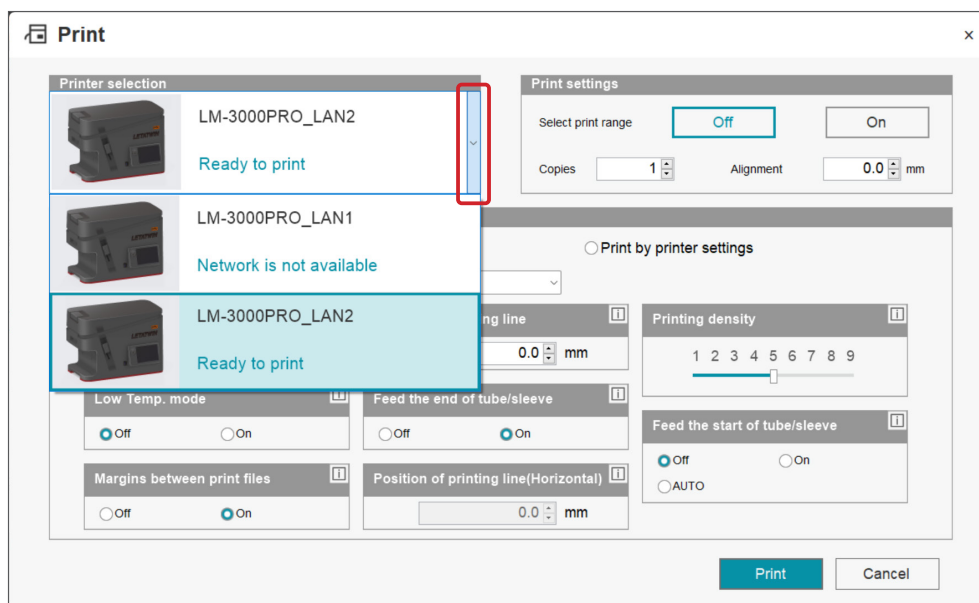 Print
Printer selection
LM-3000PRO_LAN2
Ready to print
LM-3000PRO_LAN1
Network is not available
LM-3000PRO_LAN2
Ready to print
Print settings
Select print range Off On
Copies 1 Alignment 0.0 mm
Print by printer settings
ng line
0.0 mm
Printing density
1 2 3 4 5 6 7 8 9
Low Temp. mode
Off On
Feed the end of tube/sleeve
Off On
Feed the start of tube/sleeve
Off On
AUTO
Margins between print files
Off On
Position of printing line(Horizontal)
0.0 mm
Print Cancel